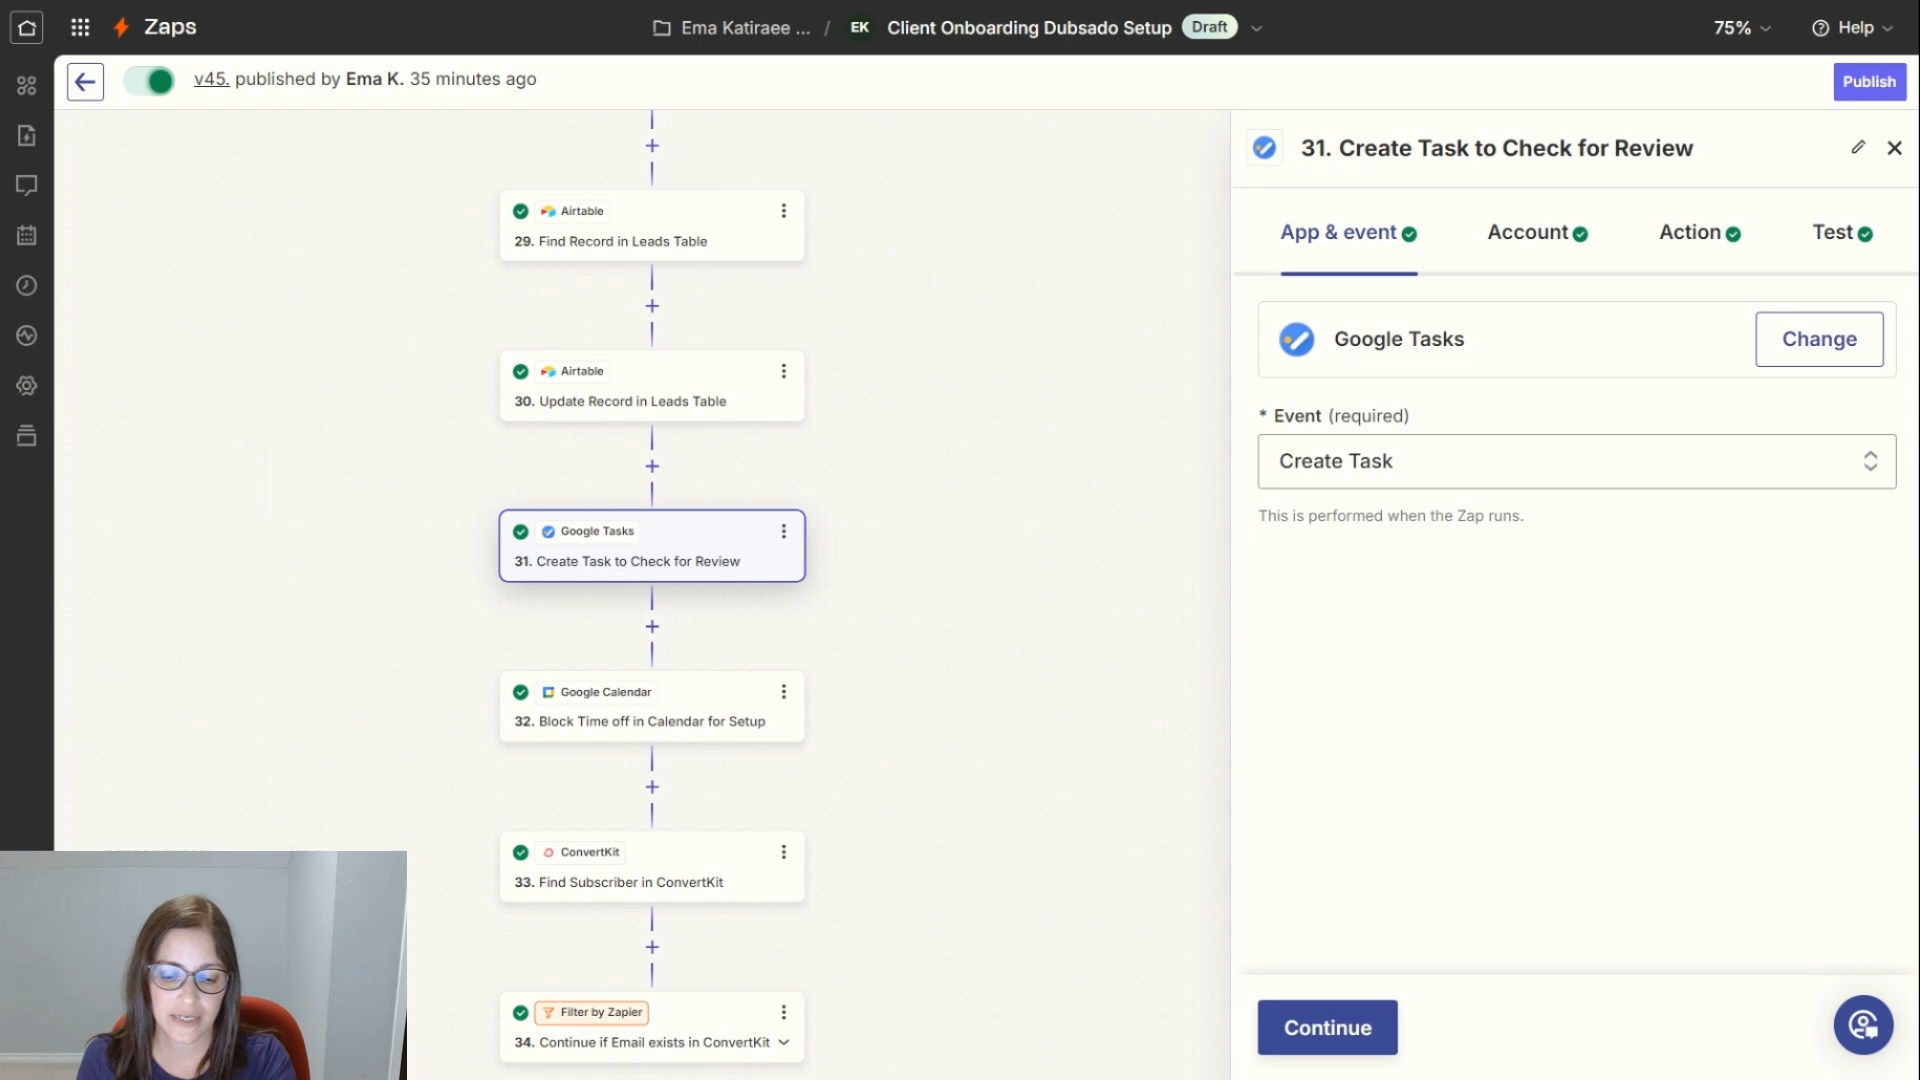 Zaps
Ema Katiraee ... / EK Client Onboarding Dubsado Setup Draft
75%
Help
v45. published by Ema K. 35 minutes ago
Publish
Airtable
29. Find Record in Leads Table
Airtable
30. Update Record in Leads Table
Google Tasks
31. Create Task to Check for Review
Google Calendar
32. Block Time off in Calendar for Setup
ConvertKit
33. Find Subscriber in ConvertKit
Filter by Zapier
34. Continue if Email exists in ConvertKit
31. Create Task to Check for Review
App & event Account Action Test
Google Tasks
Change
* Event (required)
Create Task
This is performed when the Zap runs.
Continue